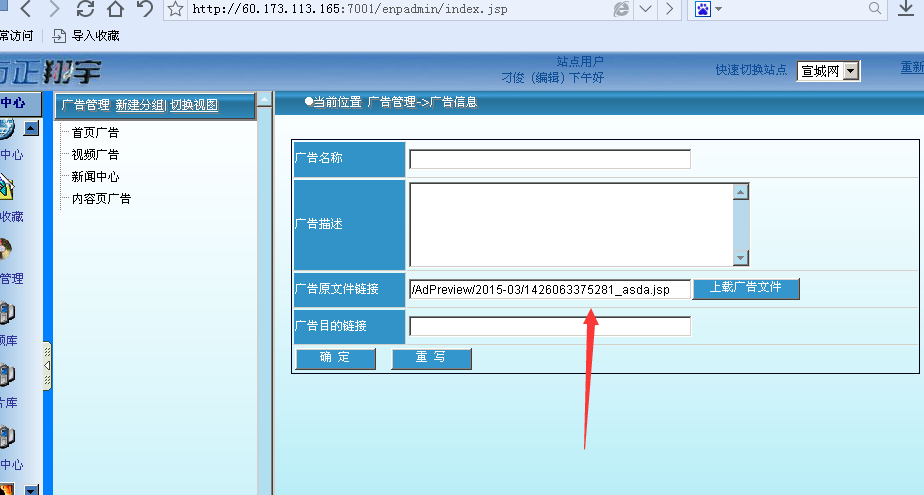 http://60.173.113.165:7001/enpadmin/index.jsp
常访问 导入收藏
方正翔宇
站点用户
刁俊 (编辑) 下午好
快速切换站点 宣城网
重新
中心
广告管理 新建分组| 切换视图
●当前位置 广告管理->广告信息
首页广告
视频广告
新闻中心
内容页广告
中心
收藏
管理
题库
片库
中心
广告名称
广告描述
广告原文件链接 /AdPreview/2015-03/1426063375281_asda.jsp 上载广告文件
广告目的链接
确 定 重 写